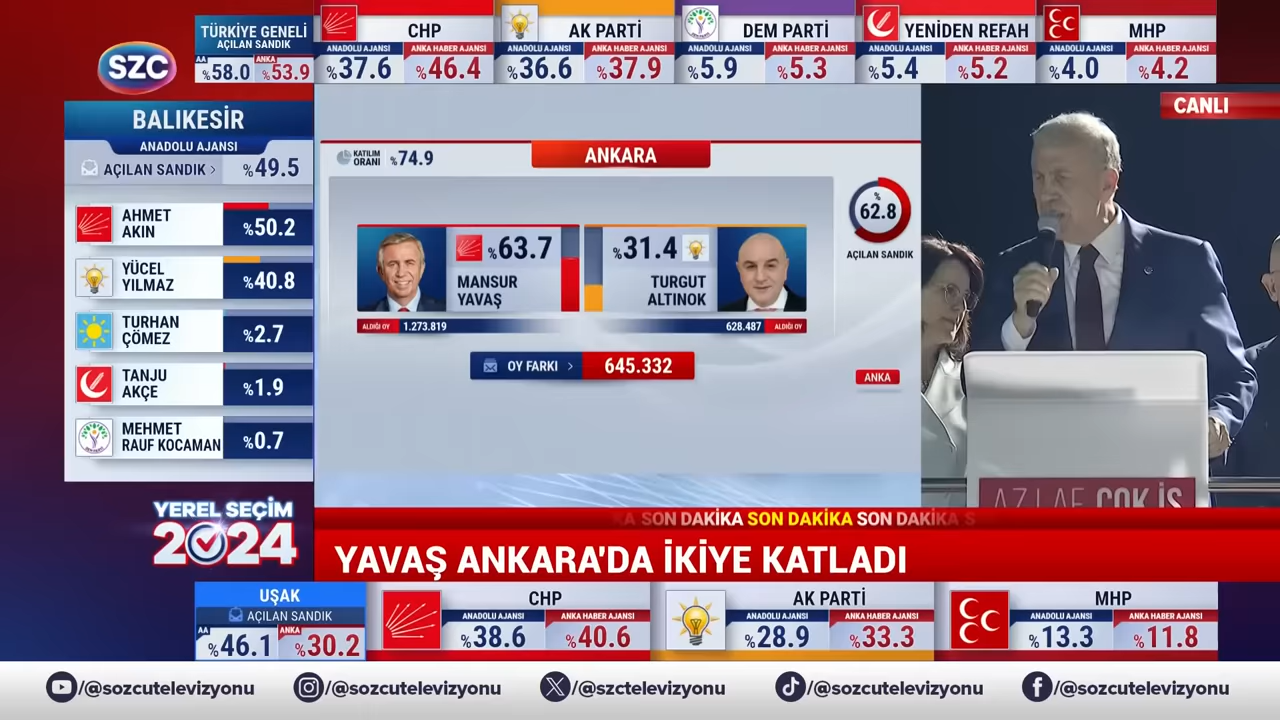 TÜRKİYE GENELİ
AÇILAN SANDIK
AA %58.0 ANKA %53.9
CHP
ANADOLU AJANSI ANKA HABER AJANSI
%37.6 %46.4
AK PARTİ
ANADOLU AJANSI ANKA HABER AJANSI
%36.6 %37.9
DEM PARTİ
ANADOLU AJANSI ANKA HABER AJANSI
%5.9 %5.3
YENİDEN REFAH
ANADOLU AJANSI ANKA HABER AJANSI
%5.4 %5.2
MHP
ANADOLU AJANSI ANKA HABER AJANSI
%4.0 %4.2
SZC
CANLI
BALIKESİR
ANADOLU AJANSI
AÇILAN SANDIK > %49.5
AHMET
AKIN
%50.2
YÜCEL
YILMAZ
%40.8
TURHAN
ÇÖMEZ
%2.7
TANJU
AKÇE
%1.9
MEHMET
RAUF KOCAMAN
%0.7
YEREL SEÇİM
2024
KATILIM
ORANI
%74.9
ANKARA
%63.7
MANSUR
YAVAŞ
ALDIĞI OY 1.273.819
%31.4
TURGUT
ALTINOK
628.487 ALDIĞI OY
OY FARKI > 645.332
%
62.8
AÇILAN SANDIK
ANKA
ÇOK İŞ
SON DAKİKA SON DAKİKA SON DAKİKA S
YAVAŞ ANKARA'DA İKİYE KATLADI
UŞAK
AÇILAN SANDIK
AA %46.1 ANKA %30.2
CHP
ANADOLU AJANSI ANKA HABER AJANSI
%38.6 %40.6
AK PARTİ
ANADOLU AJANSI ANKA HABER AJANSI
%28.9 %33.3
MHP
ANADOLU AJANSI ANKA HABER AJANSI
%13.3 %11.8
/@sozcutelevizyonu /@sozcutelevizyonu /@szctelevizyonu /@sozcutelevizyonu /@sozcutelevizyonu